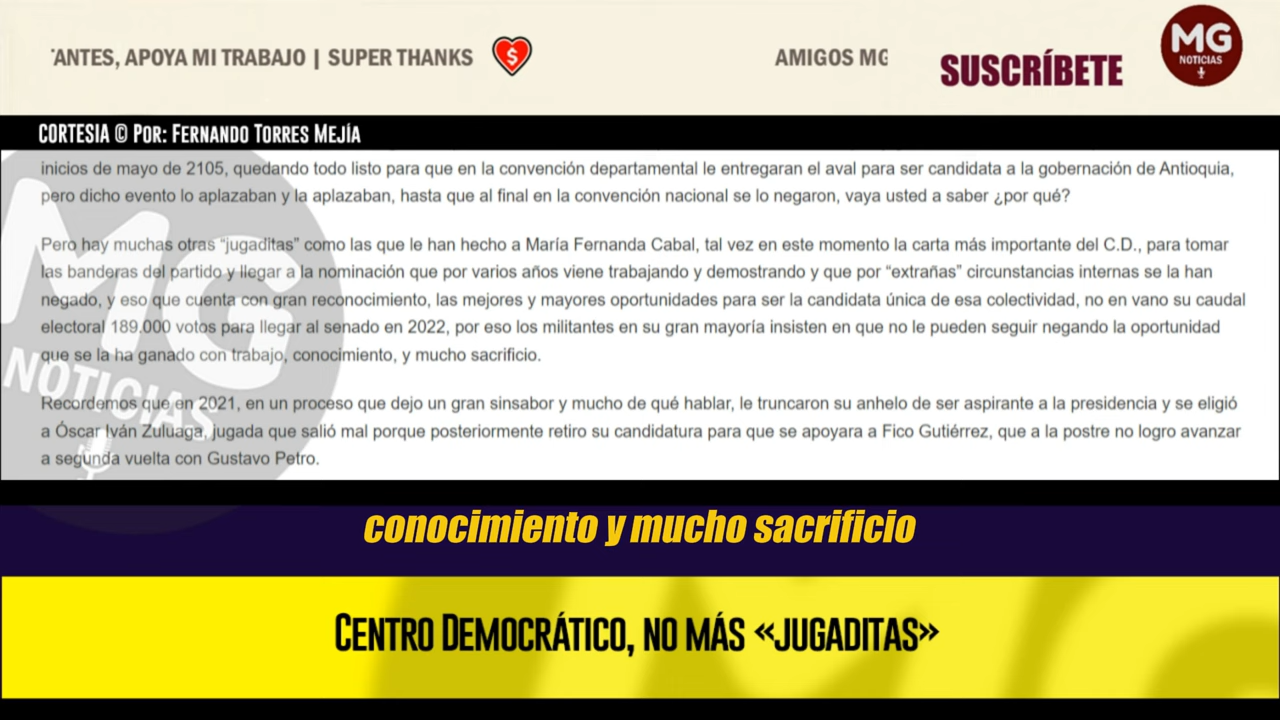 'ANTES, APOYA MI TRABAJO | SUPER THANKS
$
AMIGOS MG
SUSCRÍBETE
MG
NOTICIAS
CORTESIA © Por: Fernando Torres Mejía
inicios de mayo de 2105, quedando todo listo para que en la convención departamental le entregaran el aval para ser candidata a la gobernación de Antioquia,
pero dicho evento lo aplazaban y la aplazaban, hasta que al final en la convención nacional se lo negaron, vaya usted a saber ¿por qué?
Pero hay muchas otras “jugaditas” como las que le han hecho a María Fernanda Cabal, tal vez en este momento la carta más importante del C.D., para tomar
las banderas del partido y llegar a la nominación que por varios años viene trabajando y demostrando y que por “extrañas” circunstancias internas se la han
negado, y eso que cuenta con gran reconocimiento, las mejores y mayores oportunidades para ser la candidata única de esa colectividad, no en vano su caudal
electoral 189.000 votos para llegar al senado en 2022, por eso los militantes en su gran mayoría insisten en que no le pueden seguir negando la oportunidad
que se la ha ganado con trabajo, conocimiento, y mucho sacrificio.
Recordemos que en 2021, en un proceso que dejo un gran sinsabor y mucho de qué hablar, le truncaron su anhelo de ser aspirante a la presidencia y se eligió
a Óscar Iván Zuluaga, jugada que salió mal porque posteriormente retiro su candidatura para que se apoyara a Fico Gutiérrez, que a la postre no logro avanzar
a segunda vuelta con Gustavo Petro.
MG
NOTICIAS
conocimiento y mucho sacrificio
Centro Democrático, no más «jugaditas»